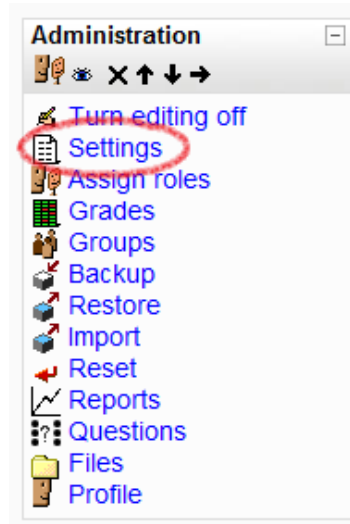 Administration
Turn editing off
Settings
Assign roles
Grades
Groups
Backup
Restore
Import
Reset
Reports
Questions
Files
Profile